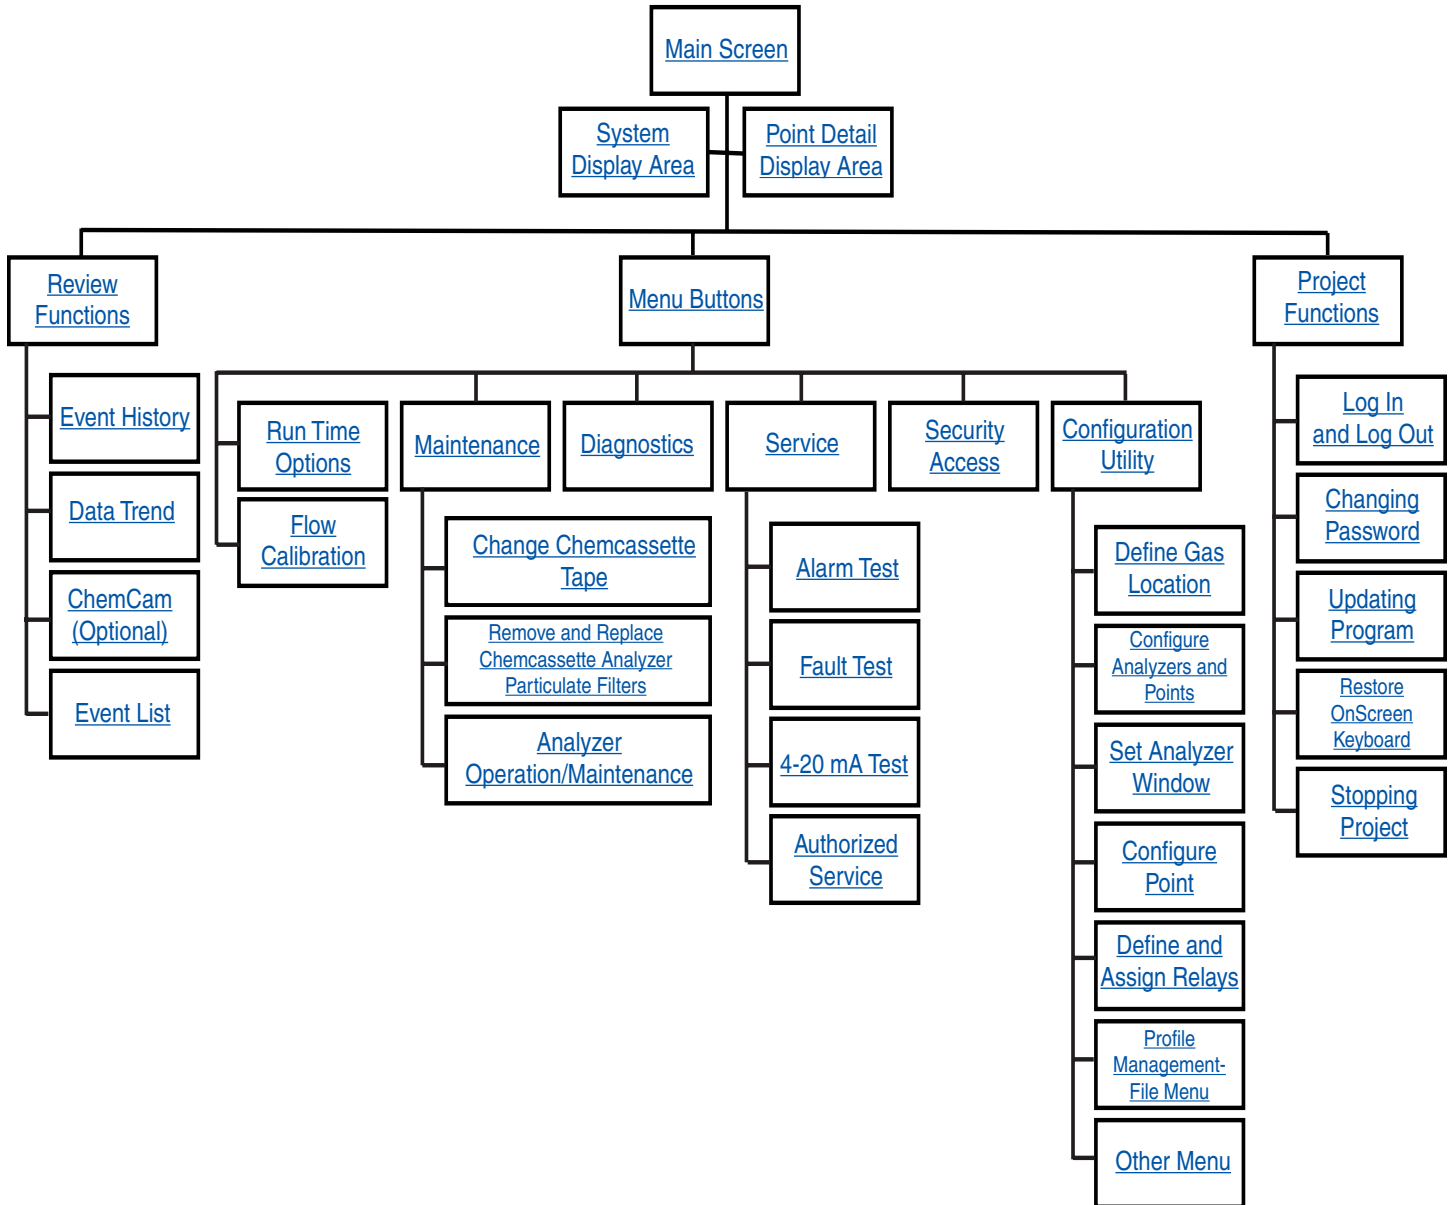 Main Screen
System
Display Area
Point Detail
Display Area
Review
Functions
Menu Buttons
Project
Functions
Event History
Data Trend
ChemCam
(Optional)
Event List
Run Time
Options
Flow
Calibration
Maintenance
Change Chemcassette
Tape
Remove and Replace
Chemcassette Analyzer
Particulate Filters
Analyzer
Operation/Maintenance
Diagnostics
Service
Alarm Test
Fault Test
4-20 mA Test
Authorized
Service
Security
Access
Configuration
Utility
Define Gas
Location
Configure
Analyzers and
Points
Set Analyzer
Window
Configure
Point
Define and
Assign Relays
Profile
Management-
File Menu
Other Menu
Log In
and Log Out
Changing
Password
Updating
Program
Restore
OnScreen
Keyboard
Stopping
Project